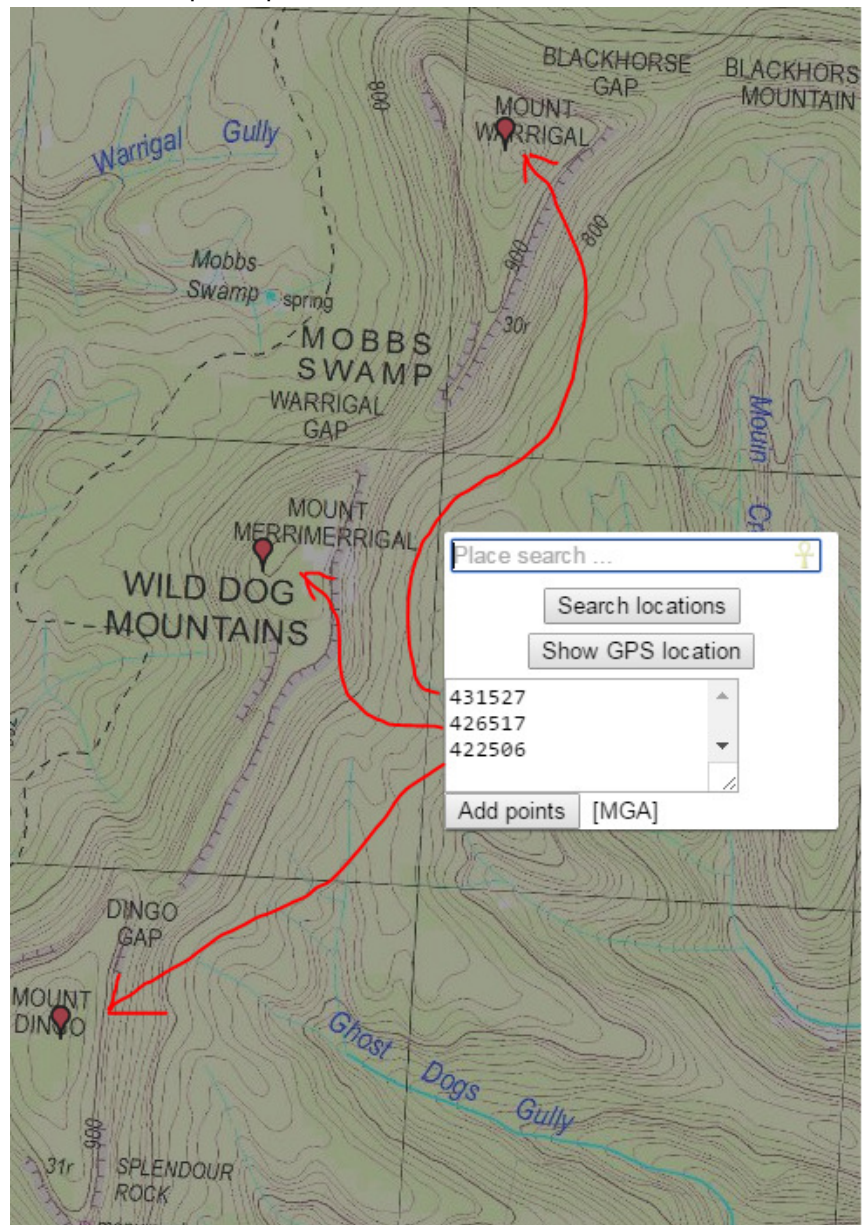 BLACKHORSE
GAP
BLACKHORS
MOUNTAIN
800
MOUNT
WARRIGAL
Warrigal Gully
900
800
Mobbs
Swamp
spring
30r
MOBBS
SWAMP
WARRIGAL
GAP
Mouin
MOUNT
MERRIMERRIGAL
WILD DOG
MOUNTAINS
Place search ...
Search locations
Show GPS location
431527
426517
422506
Add points [MGA]
DINGO
GAP
MOUNT
DINGO
Ghost Dogs Gully
900
31r
SPLENDOUR
ROCK